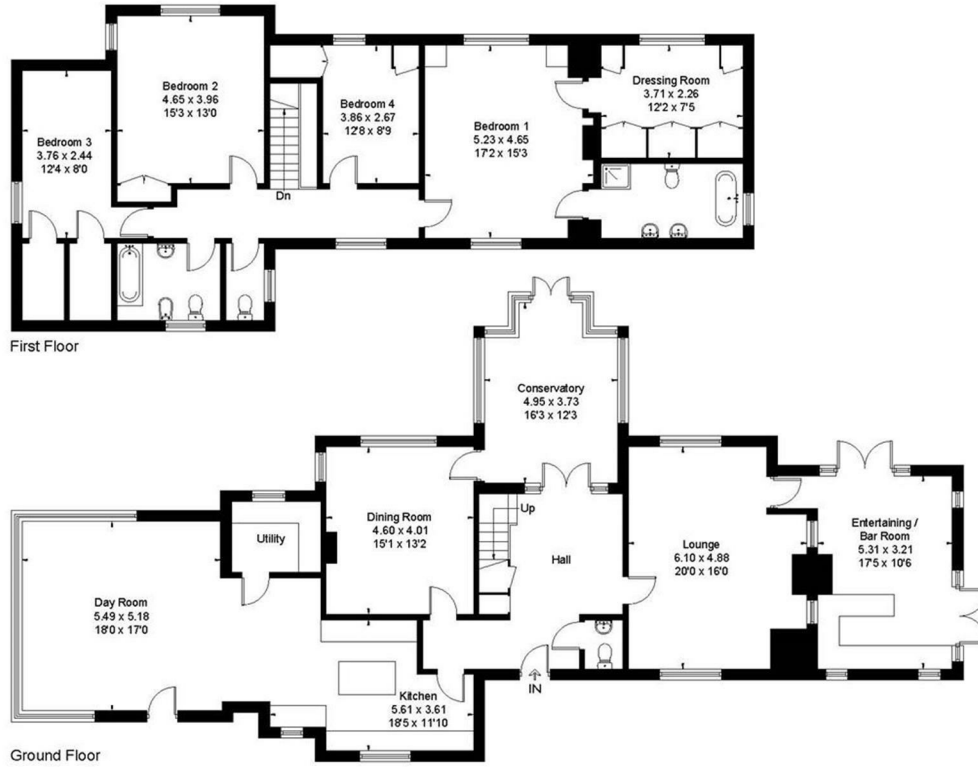 Bedroom 2
4.65 x 3.96
15'3 x 13'0
Bedroom 3
3.76 x 2.44
12'4 x 8'0
Bedroom 4
3.86 x 2.67
12'8 x 8'9
Dn
Bedroom 1
5.23 x 4.65
17'2 x 15'3
Dressing Room
3.71 x 2.26
12'2 x 7'5
First Floor
Conservatory
4.95 x 3.73
16'3 x 12'3
Day Room
5.49 x 5.18
18'0 x 17'0
Utility
Dining Room
4.60 x 4.01
15'1 x 13'2
Up
Hall
Lounge
6.10 x 4.88
20'0 x 16'0
Entertaining /
Bar Room
5.31 x 3.21
17'5 x 10'6
Kitchen
5.61 x 3.61
18'5 x 11'10
IN
Ground Floor